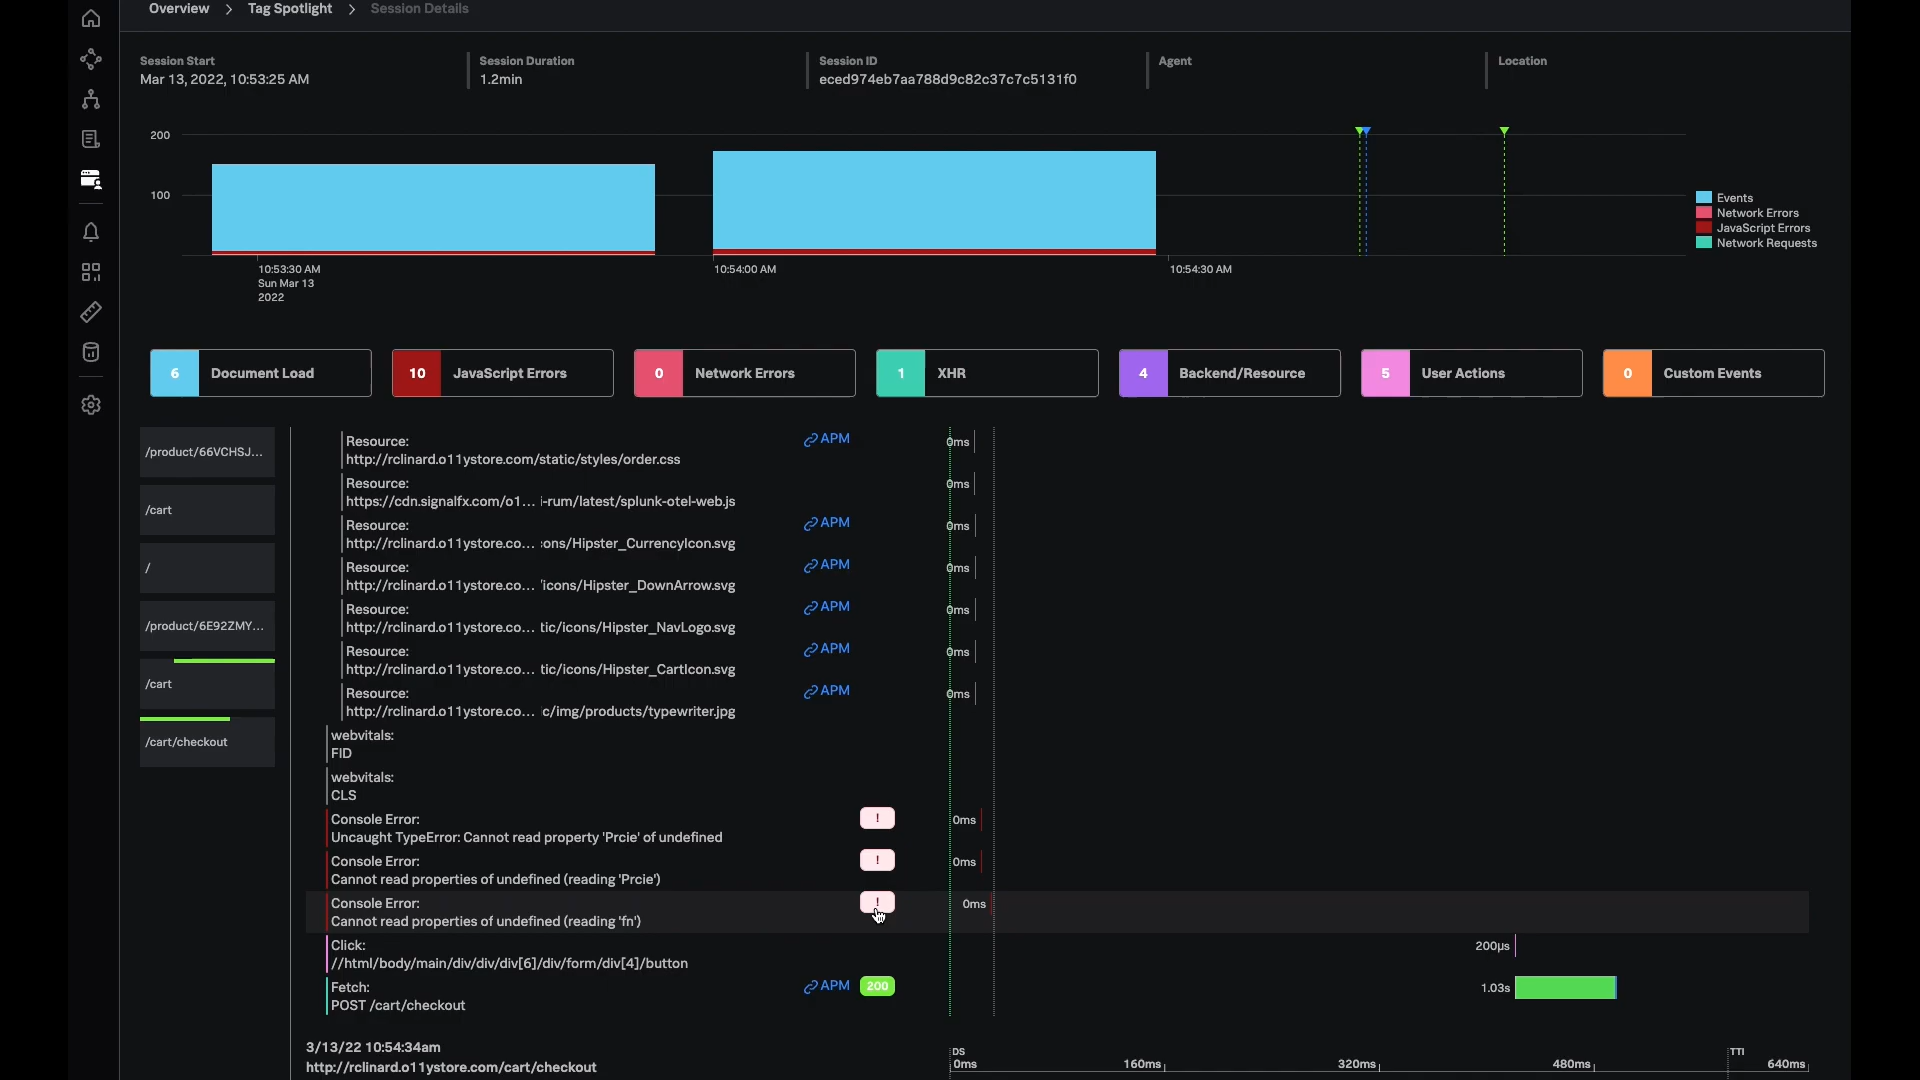 Overview > Tag Spotlight > Session Details
Session Start
Mar 13, 2022, 10:53:25 AM
Session Duration
1.2min
Session ID
eced974eb7aa788d9c82c37c7c5131f0
Agent
Location
200
100
10:53:30 AM
Sun Mar 13
2022
10:54:00 AM
10:54:30 AM
Events
Network Errors
JavaScript Errors
Network Requests
6 Document Load
10 JavaScript Errors
0 Network Errors
1 XHR
4 Backend/Resource
5 User Actions
0 Custom Events
/product/66VCHSJ...
/cart
/
/product/6E92ZMY...
/cart
/cart/checkout
Resource: APM 0ms
http://rclinard.o11ystore.com/static/styles/order.css
Resource: 0ms
https://cdn.signalfx.com/o1... i-rum/latest/splunk-otel-web.js
Resource: APM 0ms
http://rclinard.o11ystore.co... :ons/Hipster_CurrencyIcon.svg
Resource: APM 0ms
http://rclinard.o11ystore.co... 'icons/Hipster_DownArrow.svg
Resource: APM 0ms
http://rclinard.o11ystore.co... tic/icons/Hipster_NavLogo.svg
Resource: APM 0ms
http://rclinard.o11ystore.co... tic/icons/Hipster_CartIcon.svg
Resource: APM 0ms
http://rclinard.o11ystore.co... c/img/products/typewriter.jpg
webvitals:
FID
webvitals:
CLS
Console Error: ! 0ms
Uncaught TypeError: Cannot read property 'Prcie' of undefined
Console Error: ! 0ms
Cannot read properties of undefined (reading 'Prcie')
Console Error: ! 0ms
Cannot read properties of undefined (reading 'fn')
Click: 200µs
//html/body/main/div/div/div[6]/div/form/div[4]/button
Fetch: APM 200 1.03s
POST /cart/checkout
3/13/22 10:54:34am
http://rclinard.o11ystore.com/cart/checkout
DS TTI
0ms 160ms 320ms 480ms 640ms